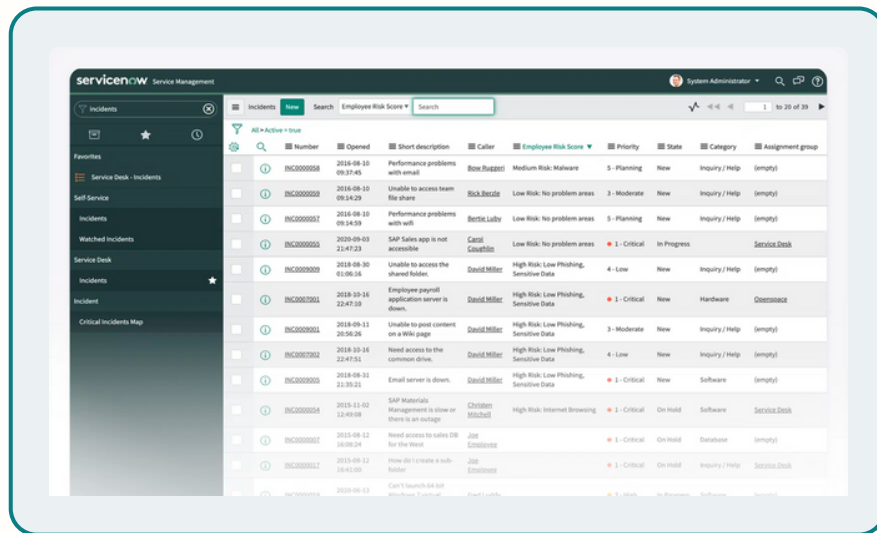 servicenow Service Management
System Administrator
incidents
Incidents New Search Employee Risk Score Search
1 to 20 of 39
All > Active = true
Number Opened Short description Caller Employee Risk Score Priority State Category Assignment group
Favorites
Service Desk - Incidents
Self-Service
Incidents
Watched Incidents
Service Desk
Incidents
Incident
Critical Incidents Map
INC0000058 2016-08-10 09:37:45 Performance problems with email Bow Ruggeri Medium Risk: Malware 5 - Planning New Inquiry / Help (empty)
INC0000059 2016-08-10 09:14:29 Unable to access team file share Rick Berzle Low Risk: No problem areas 3 - Moderate New Inquiry / Help (empty)
INC0000057 2016-08-10 09:14:59 Performance problems with wifi Bertie Luby Low Risk: No problem areas 5 - Planning New Inquiry / Help (empty)
INC0000055 2020-09-03 21:47:23 SAP Sales app is not accessible Carol Coughlin Low Risk: No problem areas 1 - Critical In Progress Service Desk
INC0009009 2018-08-30 01:06:16 Unable to access the shared folder. David Miller High Risk: Low Phishing, Sensitive Data 4 - Low New Inquiry / Help (empty)
INC0007001 2018-10-16 22:47:10 Employee payroll application server is down. David Miller High Risk: Low Phishing, Sensitive Data 1 - Critical New Hardware Openspace
INC0009001 2018-09-11 20:56:26 Unable to post content on a Wiki page David Miller High Risk: Low Phishing, Sensitive Data 3 - Moderate New Inquiry / Help (empty)
INC0007002 2018-10-16 22:47:51 Need access to the common drive. David Miller High Risk: Low Phishing, Sensitive Data 4 - Low New Inquiry / Help (empty)
INC0009005 2018-08-31 21:35:21 Email server is down. David Miller High Risk: Low Phishing, Sensitive Data 1 - Critical New Software (empty)
INC0000054 2015-11-02 12:49:08 SAP Materials Management is slow or there is an outage Christen Mitchell High Risk: Internet Browsing 1 - Critical On Hold Software Service Desk
INC0000007 2015-08-12 16:08:24 Need access to sales DB for the West Joe Employee 1 - Critical On Hold Database (empty)
INC0000017 2015-08-12 16:41:00 How do I create a sub-folder Joe Employee 1 - Critical On Hold Inquiry / Help Service Desk
Can't launch 64-bit